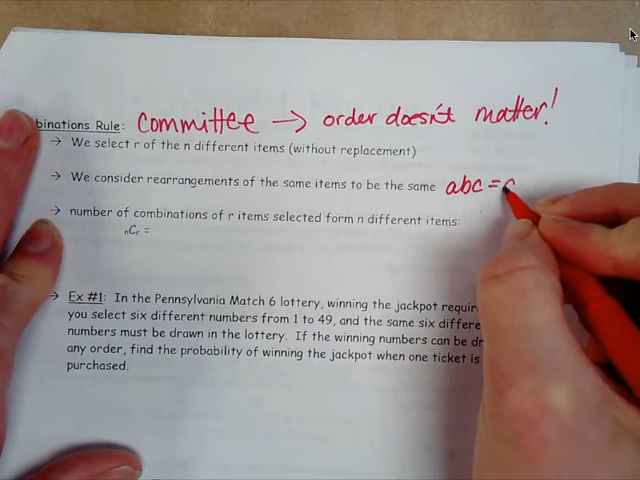 binations Rule: committee → order doesn't matter!
→ We select r of the n different items (without replacement)
→ We consider rearrangements of the same items to be the same abc = c
→ number of combinations of r items selected form n different items:
nCr =
→ Ex #1: In the Pennsylvania Match 6 lottery, winning the jackpot requir
you select six different numbers from 1 to 49, and the same six differe
numbers must be drawn in the lottery. If the winning numbers can be dr
any order, find the probability of winning the jackpot when one ticket is
purchased.